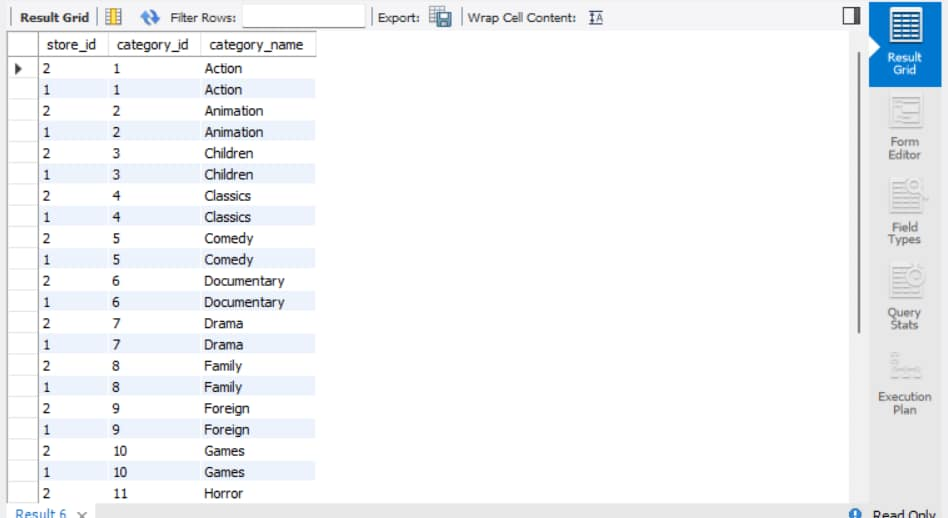 Result Grid Filter Rows: Export: Wrap Cell Content: IA
store_id category_id category_name
2 1 Action
1 1 Action
2 2 Animation
1 2 Animation
2 3 Children
1 3 Children
2 4 Classics
1 4 Classics
2 5 Comedy
1 5 Comedy
2 6 Documentary
1 6 Documentary
2 7 Drama
1 7 Drama
2 8 Family
1 8 Family
2 9 Foreign
1 9 Foreign
2 10 Games
1 10 Games
2 11 Horror
Result 6
Result
Grid
Form
Editor
Field
Types
Query
Stats
Execution
Plan
Read Only